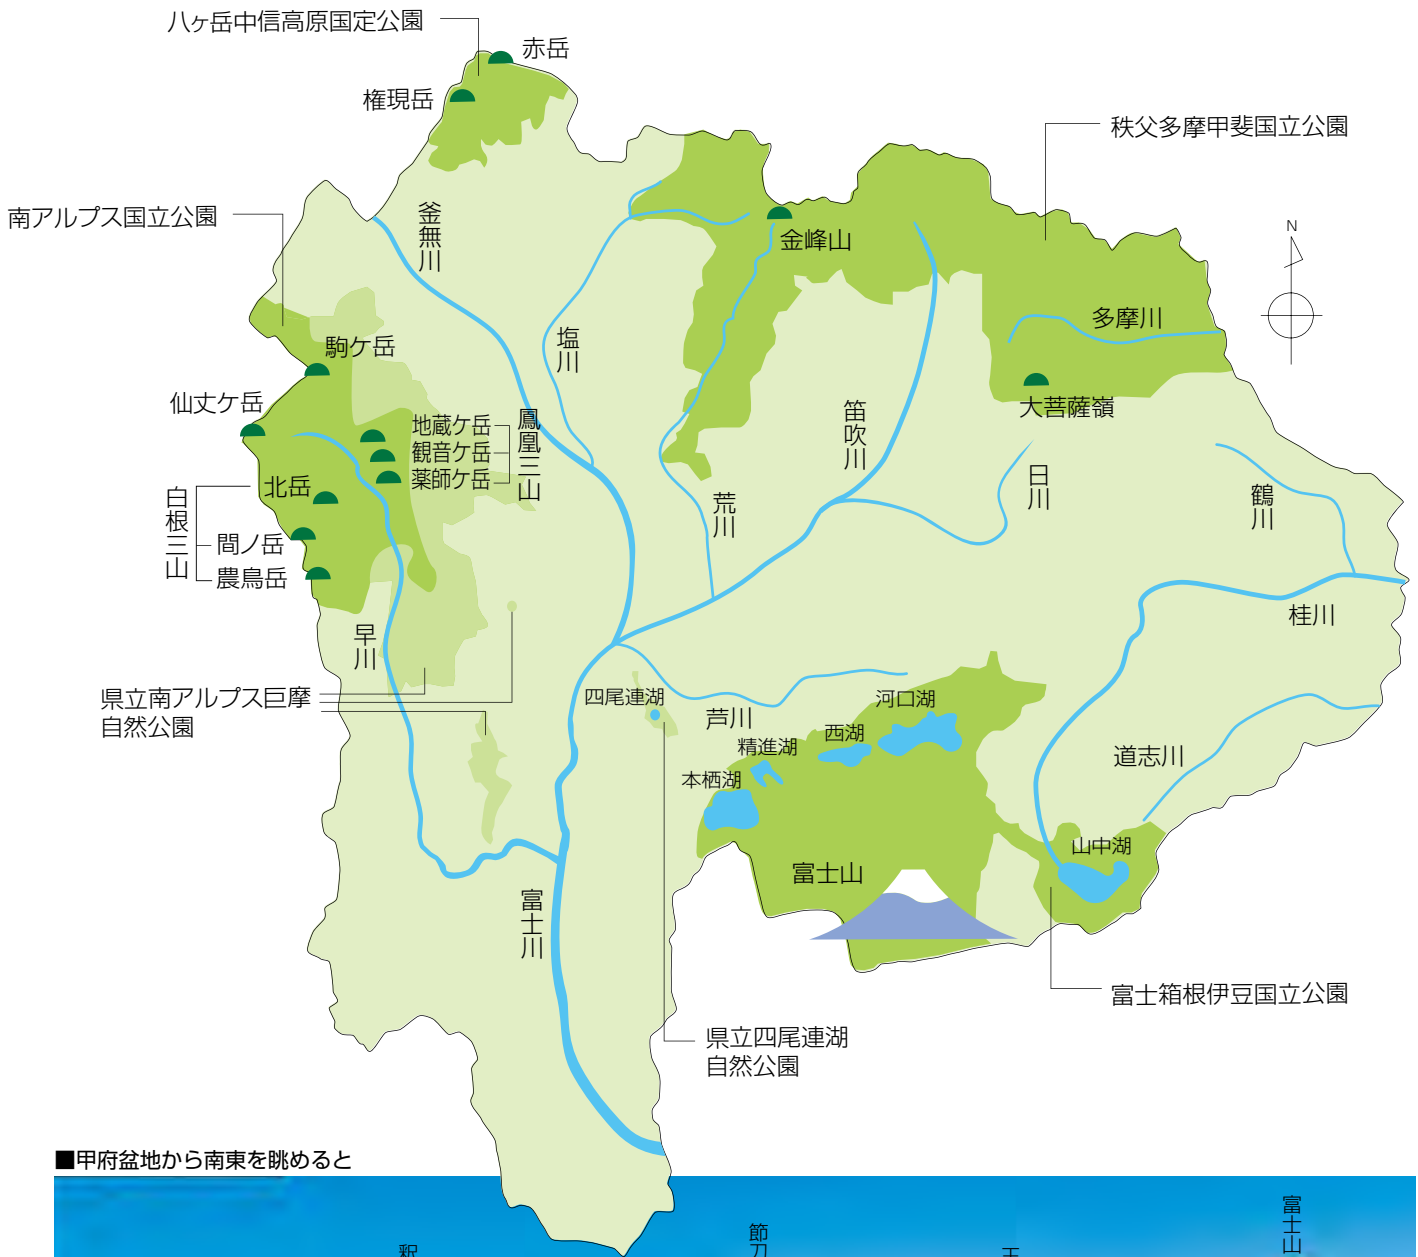 八ヶ岳中信高原国定公園
赤岳
権現岳
秩父多摩甲斐国立公園
南アルプス国立公園
釜無川
N
金峰山
多摩川
塩川
駒ケ岳
仙丈ケ岳
大菩薩嶺
笛吹川
地蔵ケ岳
観音ケ岳
薬師ケ岳
鳳凰三山
日川
鶴川
荒川
白根三山
北岳
間ノ岳
農鳥岳
桂川
早川
県立南アルプス巨摩
自然公園
四尾連湖
芦川
河口湖
西湖
精進湖
本栖湖
道志川
山中湖
富士山
富士川
富士箱根伊豆国立公園
県立四尾連湖
自然公園
■甲府盆地から南東を眺めると
富士山
節刀
釈
王